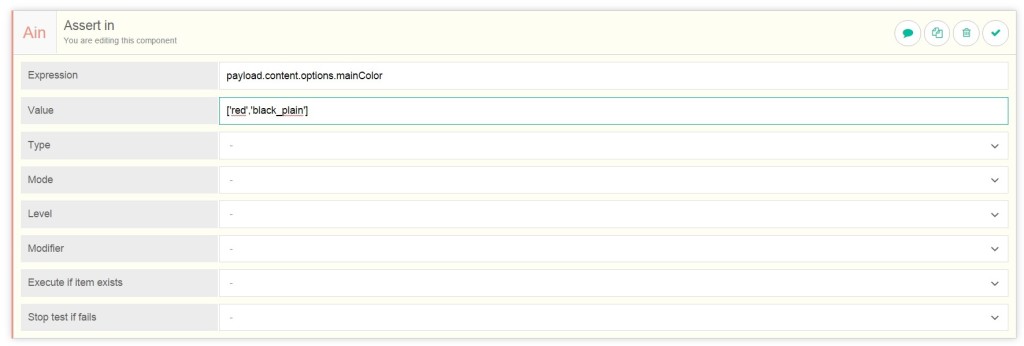 Ain Assert in
You are editing this component
Expression payload.content.options.mainColor
Value ['red','black_plain']
Type -
Mode -
Level -
Modifier -
Execute if item exists -
Stop test if fails -